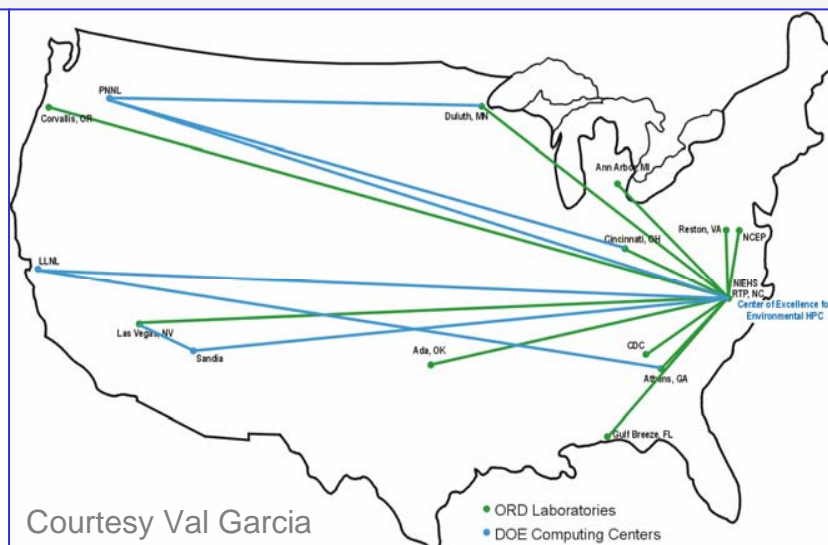 PNNL
Corvallis, OR
Duluth, MN
Ann Arbor, MI
Reston, VA
NCEP
Cincinnati, OH
LLNL
NIEHS
RTP, NC
Center of Excellence for
Environmental HPC
Las Vegas, NV
Sandia
Ada, OK
CDC
Athens, GA
Gulf Breeze, FL
ORD Laboratories
DOE Computing Centers
Courtesy Val Garcia